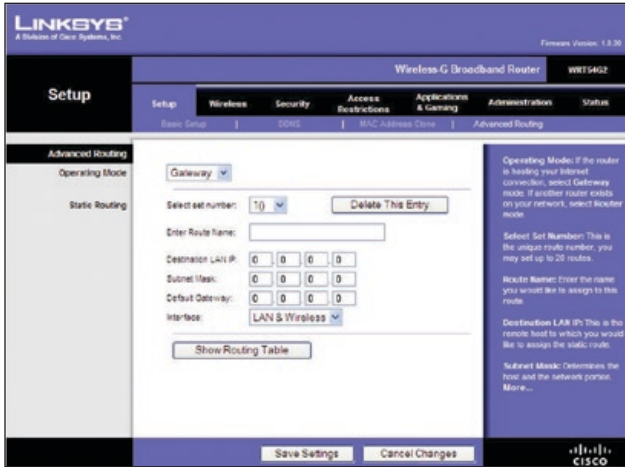 LINKSYS®
A Division of Cisco Systems, Inc.
Firmware Version: 1.0.20
Wireless-G Broadband Router
WRT54G2
Setup
Setup
Wireless
Security
Access Restrictions
Applications & Gaming
Administration
Status
Basic Setup | DDNS | MAC Address Clone | Advanced Routing
Advanced Routing
Operating Mode
Gateway
Static Routing
Select set number:
Delete This Entry
Enter Route Name:
Destination LAN IP: 0 . 0 . 0 . 0
Subnet Mask: 0 . 0 . 0 . 0
Default Gateway: 0 . 0 . 0 . 0
Interface: LAN & Wireless
Show Routing Table
Operating Mode: If the router
is hosting your Internet
connection, select Gateway
mode. If another router exists
on your network, select Router
mode.
Select Set Number: This is
the unique route number, you
may set up to 20 routes.
Route Name: Enter the name
you would like to assign to this
route.
Destination LAN IP: This is the
remote host to which you would
like to assign the static route.
Subnet Mask: Determines the
host and the network portion.
More...
Save Settings
Cancel Changes
CISCO